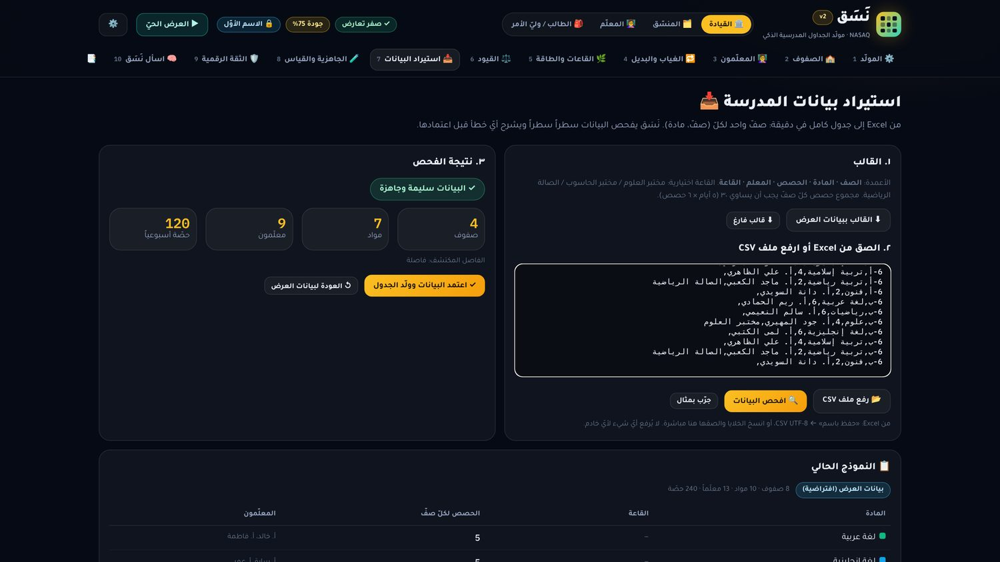 نَسَق v2
NASAQ · مولّد الجداول المدرسية الذكي
القيادة
المنسّق
المعلّم
الطالب / وليّ الأمر
✓ صفر تعارض
جودة 75%
الاسم الأوّل
▶ العرض الحيّ
المولّد 1
الصفوف 2
المعلّمون 3
الغياب والبديل 4
القاعات والطاقة 5
القيود 6
استيراد البيانات 7
الجاهزية والقياس 8
الثقة الرقمية 9
اسأل نَسَق 10
استيراد بيانات المدرسة
من Excel إلى جدول كامل في دقيقة: صفّ واحد لكلّ (صفّ، مادة). نَسَق يفحص البيانات سطراً سطراً ويشرح أيّ خطأ قبل اعتمادها.
١. القالب
الأعمدة: الصف · المادة · الحصص · المعلم · القاعة. القاعة اختيارية: مختبر العلوم / مختبر الحاسوب / الصالة
الرياضية. مجموع حصص كلّ صفّ يجب أن يساوي ٣٠ (٥ أيام × ٦ حصص).
⬇ القالب ببيانات العرض
⬇ قالب فارغ
٢. الصق من Excel أو ارفع ملف CSV
6-أ,تربية إسلامية,4,أ. علي الظاهري,
6-أ,تربية رياضية,2,أ. ماجد الكعبي,الصالة الرياضية
6-أ,فنون,2,أ. دانة السويدي,
6-ب,لغة عربية,6,أ. ريم الحمادي,
6-ب,رياضيات,6,أ. سالم النعيمي,
6-ب,علوم,4,أ. جود المهيري,مختبر العلوم
6-ب,لغة إنجليزية,6,أ. لمى الكتبي,
6-ب,تربية إسلامية,4,أ. علي الظاهري,
6-ب,تربية رياضية,2,أ. ماجد الكعبي,الصالة الرياضية
6-ب,فنون,2,أ. دانة السويدي,
رفع ملف CSV
افحص البيانات
جرّب بمثال
من Excel: «حفظ باسم» ← CSV UTF-8، أو انسخ الخلايا والصقها هنا مباشرة. لا يُرفع أيّ شيء لأيّ خادم.
٣. نتيجة الفحص
✓ البيانات سليمة وجاهزة
4
صفوف
7
مواد
9
معلّمون
120
حصّة أسبوعياً
الفاصل المكتشف: فاصلة
✓ اعتمد البيانات وولّد الجدول
↺ العودة لبيانات العرض
النموذج الحالي
بيانات العرض (افتراضية)
8 صفوف · 10 مواد · 13 معلّماً · 240 حصّة
المادة
القاعة
الحصص لكلّ صفّ
المعلّمون
لغة عربية
—
5
أ. خالد، أ. فاطمة
لغة إنجليزية
5